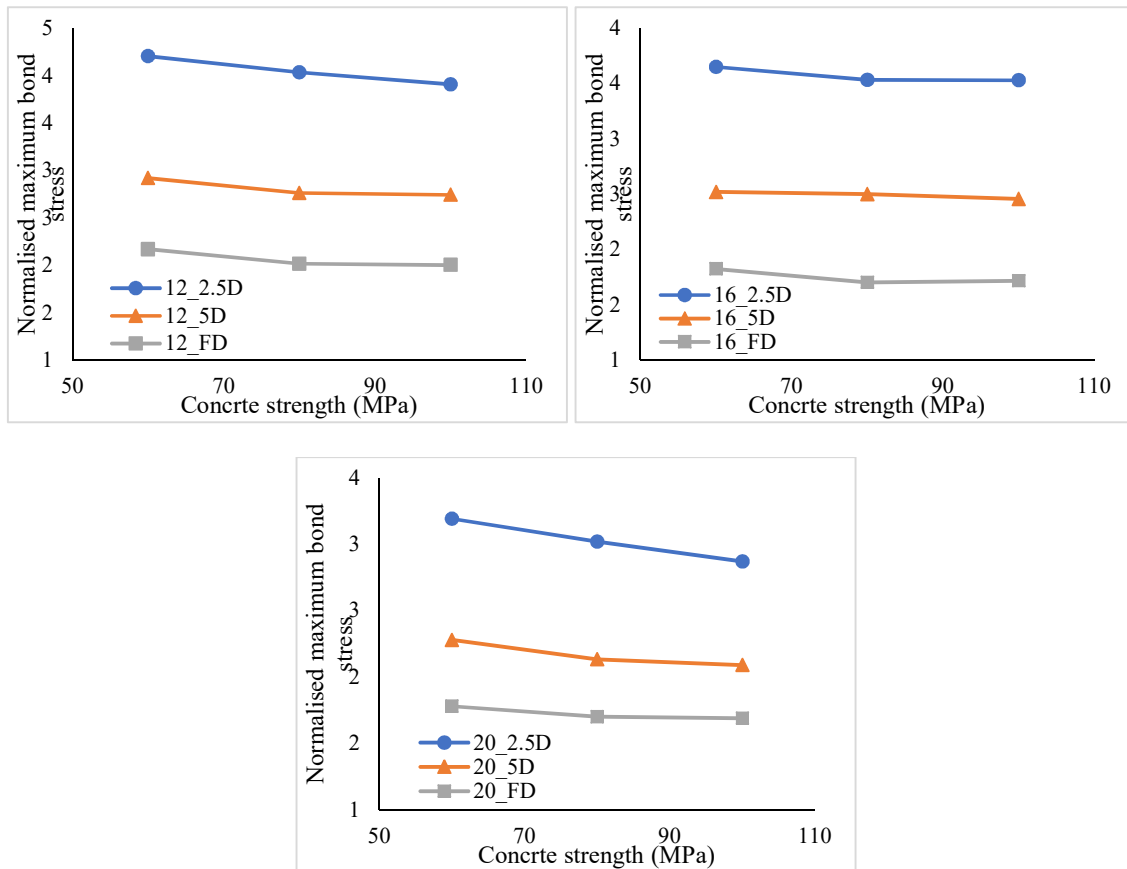 Normalised maximum bond
stress
5
4
4
3
3
2
2
1
50
70
90
110
Concrte strength (MPa)
12_2.5D
12_5D
12_FD
Normalised maximum bond
stress
4
4
3
3
2
2
1
50
70
90
110
Concrte strength (MPa)
16_2.5D
16_5D
16_FD
Normalised maximum bond
stress
4
3
3
2
2
1
50
70
90
110
Concrte strength (MPa)
20_2.5D
20_5D
20_FD